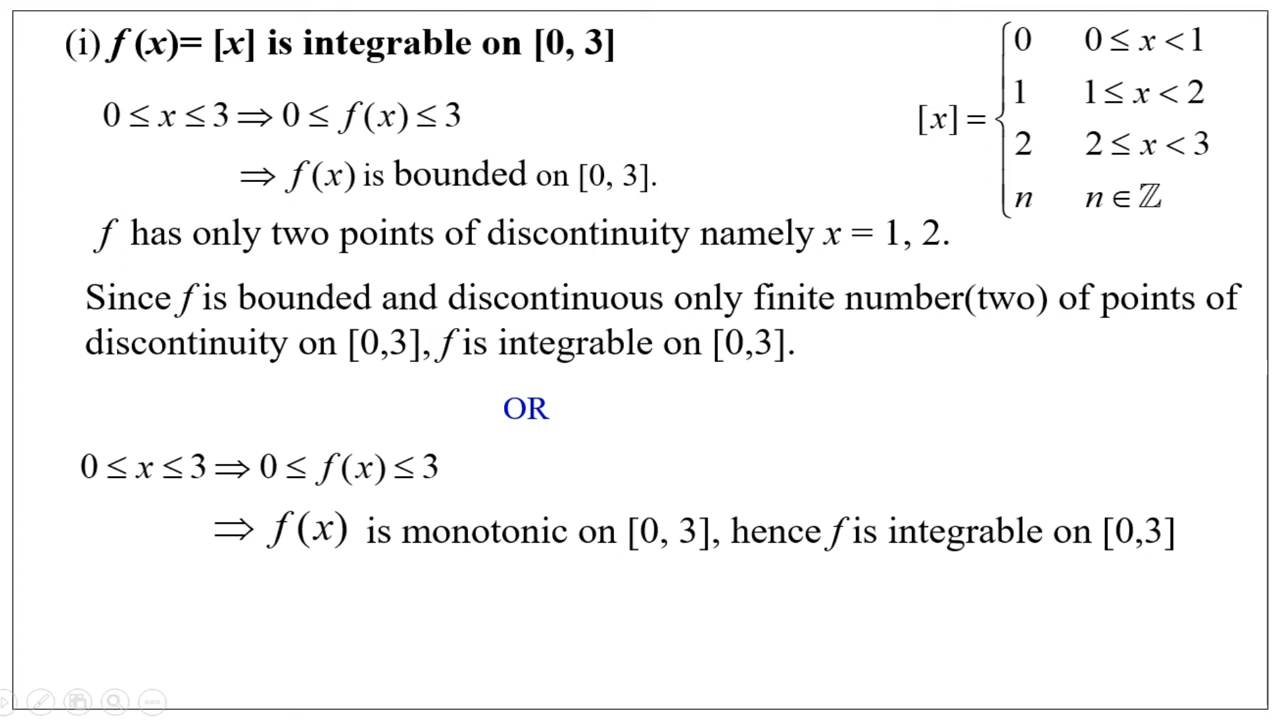 (i) f (x)= [x] is integrable on [0, 3]
0 ≤ x ≤ 3 ⇒ 0 ≤ f(x) ≤ 3
⇒ f(x) is bounded on [0, 3].
[x] = { 0 0 ≤ x < 1
1 1 ≤ x < 2
2 2 ≤ x < 3
n n ∈ ℤ
f has only two points of discontinuity namely x = 1, 2.
Since f is bounded and discontinuous only finite number(two) of points of
discontinuity on [0,3], f is integrable on [0,3].
OR
0 ≤ x ≤ 3 ⇒ 0 ≤ f(x) ≤ 3
⇒ f(x) is monotonic on [0, 3], hence f is integrable on [0,3]